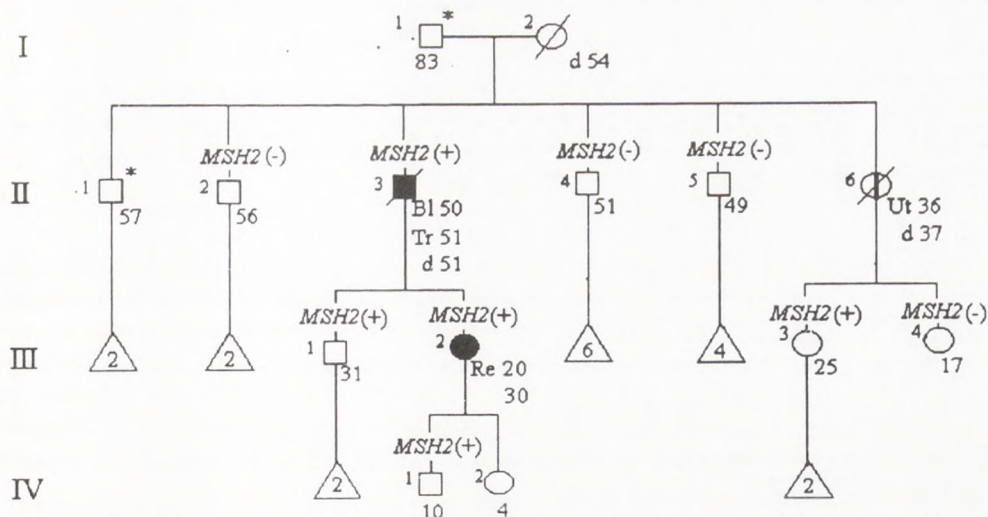 I 1 * 2
83 d 54
MSH2 (-) MSH2 (+) MSH2 (-) MSH2 (-)
II 1 * 2 3 4 5 6
57 56 Bl 50 51 49 Ut 36
Tr 51 d 37
d 51
MSH2 (+) MSH2 (+) MSH2 (+) MSH2 (-)
III 2 2 1 2 6 4 3 4
31 Re 20 25 17
30
MSH2 (+)
IV 2 1 2 2
10 4